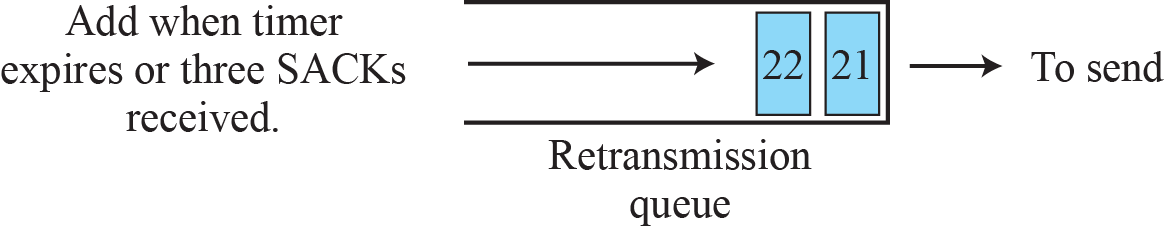 Add when timer
expires or three SACKs
received.
22 21
To send
Retransmission
queue